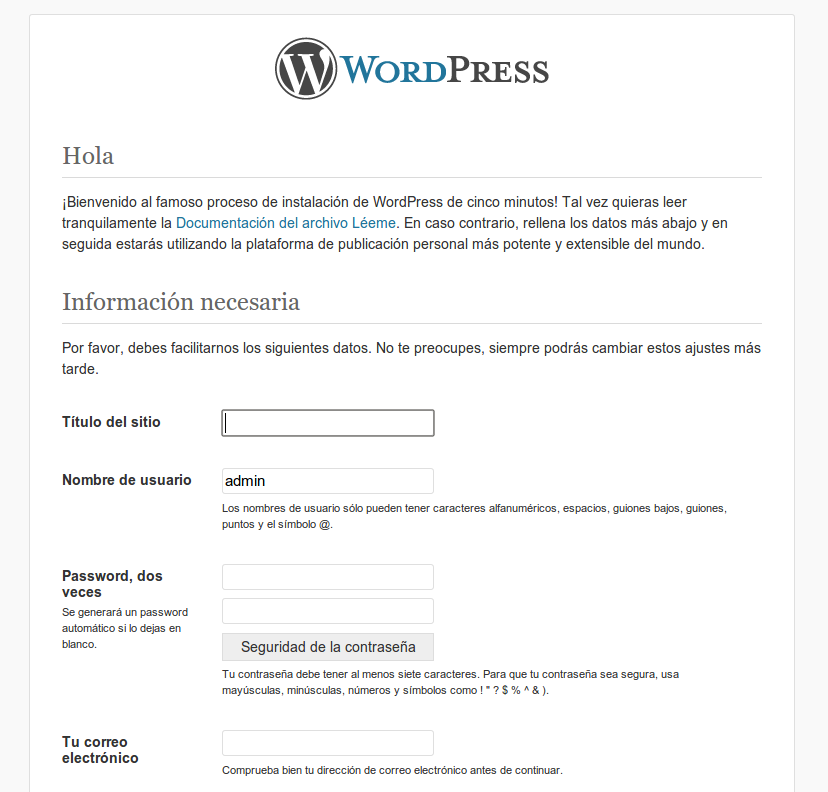 WORDPRESS
Hola
¡Bienvenido al famoso proceso de instalación de WordPress de cinco minutos! Tal vez quieras leer
tranquilamente la Documentación del archivo Léeme. En caso contrario, rellena los datos más abajo y en
seguida estarás utilizando la plataforma de publicación personal más potente y extensible del mundo.
Información necesaria
Por favor, debes facilitarnos los siguientes datos. No te preocupes, siempre podrás cambiar estos ajustes más
tarde.
Título del sitio
Nombre de usuario
admin
Los nombres de usuario sólo pueden tener caracteres alfanuméricos, espacios, guiones bajos, guiones,
puntos y el símbolo @.
Password, dos
veces
Se generará un password
automático si lo dejas en
blanco.
Seguridad de la contraseña
Tu contraseña debe tener al menos siete caracteres. Para que tu contraseña sea segura, usa
mayúsculas, minúsculas, números y símbolos como ! " ? $ % ^ & ).
Tu correo
electrónico
Comprueba bien tu dirección de correo electrónico antes de continuar.